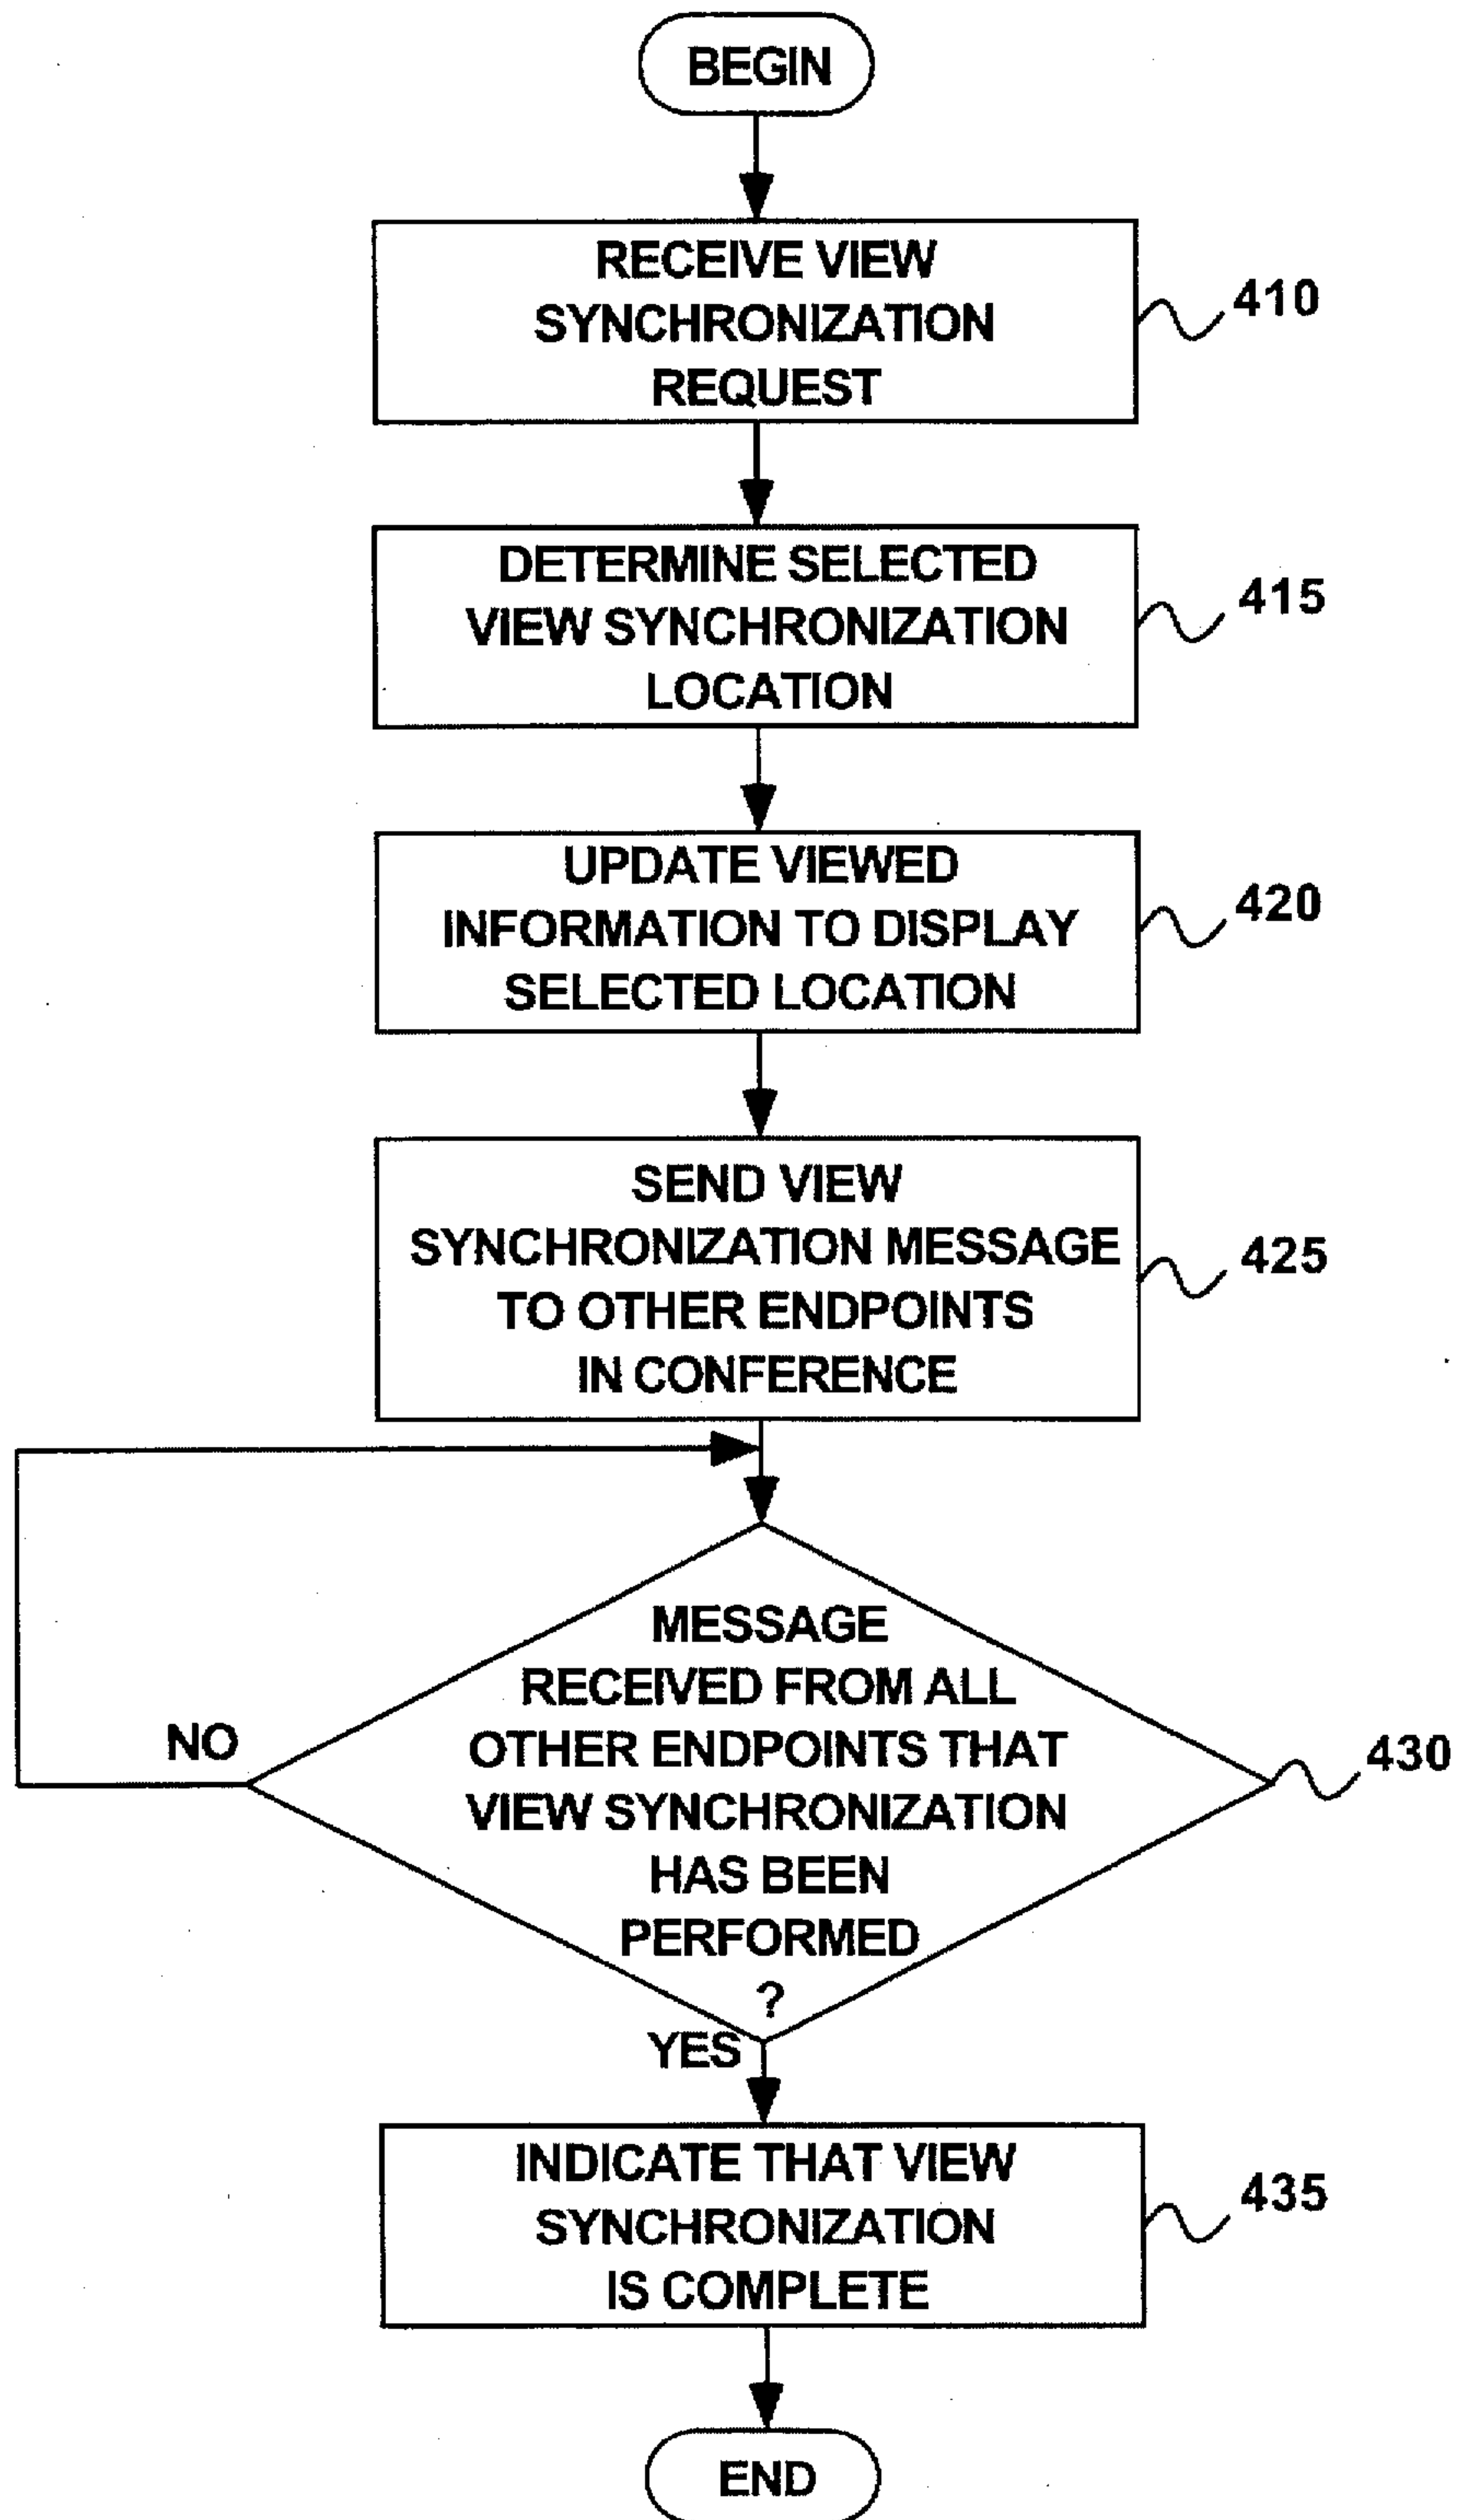 BEGIN
RECEIVE VIEW
SYNCHRONIZATION
REQUEST
410
DETERMINE SELECTED
VIEW SYNCHRONIZATION
LOCATION
415
UPDATE VIEWED
INFORMATION TO DISPLAY
SELECTED LOCATION
420
SEND VIEW
SYNCHRONIZATION MESSAGE
TO OTHER ENDPOINTS
IN CONFERENCE
425
MESSAGE
RECEIVED FROM ALL
OTHER ENDPOINTS THAT
VIEW SYNCHRONIZATION
HAS BEEN
PERFORMED
?
430
NO
YES
INDICATE THAT VIEW
SYNCHRONIZATION
IS COMPLETE
435
END